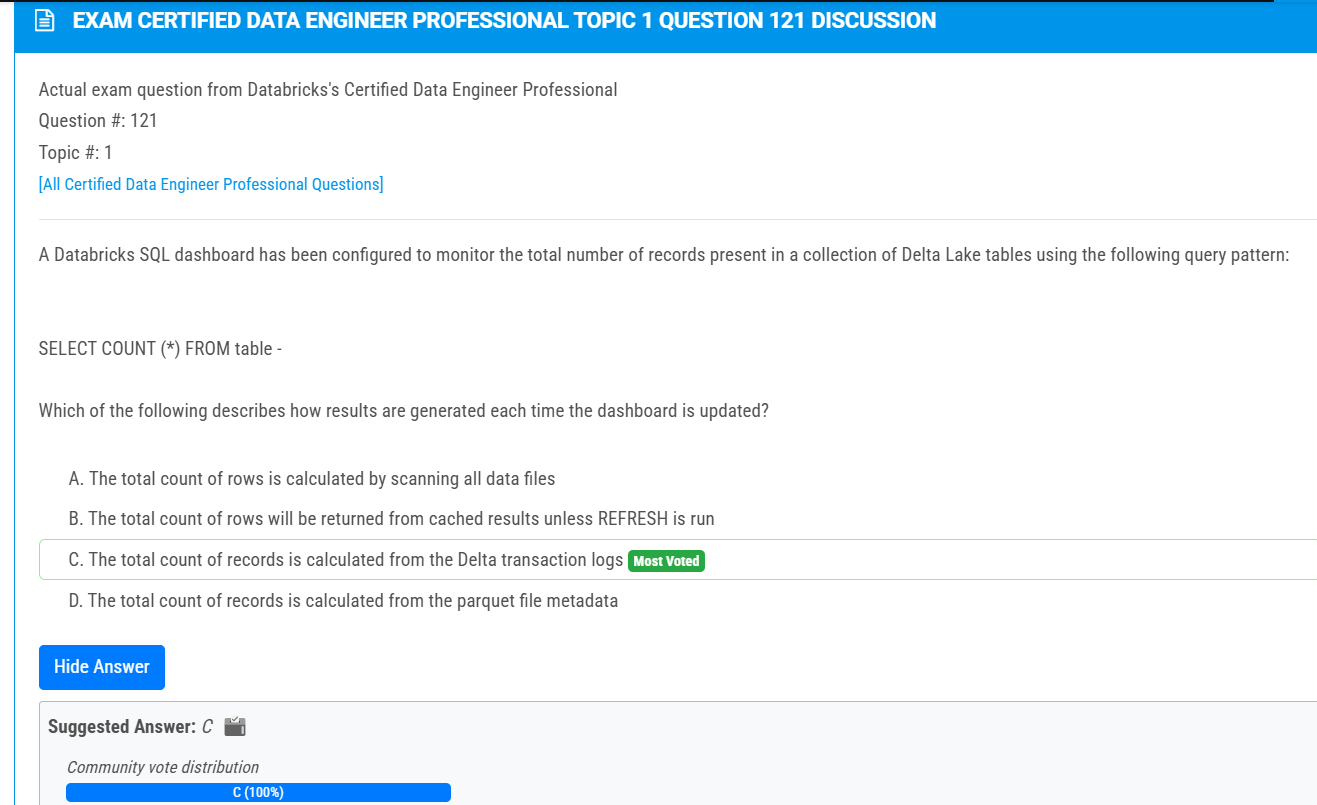 EXAM CERTIFIED DATA ENGINEER PROFESSIONAL TOPIC 1 QUESTION 121 DISCUSSION
Actual exam question from Databricks's Certified Data Engineer Professional
Question #: 121
Topic #: 1
[All Certified Data Engineer Professional Questions]
A Databricks SQL dashboard has been configured to monitor the total number of records present in a collection of Delta Lake tables using the following query pattern:
SELECT COUNT (*) FROM table -
Which of the following describes how results are generated each time the dashboard is updated?
A. The total count of rows is calculated by scanning all data files
B. The total count of rows will be returned from cached results unless REFRESH is run
C. The total count of records is calculated from the Delta transaction logs Most Voted
D. The total count of records is calculated from the parquet file metadata
Hide Answer
Suggested Answer: C
Community vote distribution
C (100%)